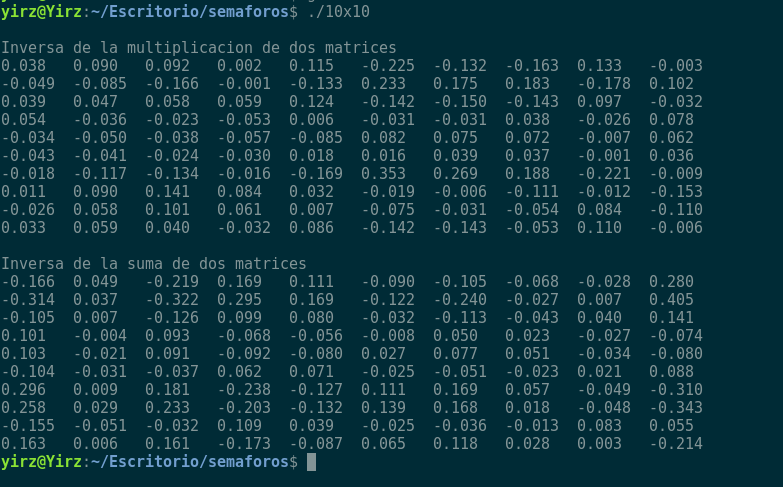 yirz@Yirz:~/Escritorio/semaforos$ ./10x10
Inversa de la multiplicacion de dos matrices
0.038 0.090 0.092 0.002 0.115 -0.225 -0.132 -0.163 0.133 -0.003
-0.049 -0.085 -0.166 -0.001 -0.133 0.233 0.175 0.183 -0.178 0.102
0.039 0.047 0.058 0.059 0.124 -0.142 -0.150 -0.143 0.097 -0.032
0.054 -0.036 -0.023 -0.053 0.006 -0.031 -0.031 0.038 -0.026 0.078
-0.034 -0.050 -0.038 -0.057 -0.085 0.082 0.075 0.072 -0.007 0.062
-0.043 -0.041 -0.024 -0.030 0.018 0.016 0.039 0.037 -0.001 0.036
-0.018 -0.117 -0.134 -0.016 -0.169 0.353 0.269 0.188 -0.221 -0.009
0.011 0.090 0.141 0.084 0.032 -0.019 -0.006 -0.111 -0.012 -0.153
-0.026 0.058 0.101 0.061 0.007 -0.075 -0.031 -0.054 0.084 -0.110
0.033 0.059 0.040 -0.032 0.086 -0.142 -0.143 -0.053 0.110 -0.006
Inversa de la suma de dos matrices
-0.166 0.049 -0.219 0.169 0.111 -0.090 -0.105 -0.068 -0.028 0.280
-0.314 0.037 -0.322 0.295 0.169 -0.122 -0.240 -0.027 0.007 0.405
-0.105 0.007 -0.126 0.099 0.080 -0.032 -0.113 -0.043 0.040 0.141
0.101 -0.004 0.093 -0.068 -0.056 -0.008 0.050 0.023 -0.027 -0.074
0.103 -0.021 0.091 -0.092 -0.080 0.027 0.077 0.051 -0.034 -0.080
-0.104 -0.031 -0.037 0.062 0.071 -0.025 -0.051 -0.023 0.021 0.088
0.296 0.009 0.181 -0.238 -0.127 0.111 0.169 0.057 -0.049 -0.310
0.258 0.029 0.233 -0.203 -0.132 0.139 0.168 0.018 -0.048 -0.343
-0.155 -0.051 -0.032 0.109 0.039 -0.025 -0.036 -0.013 0.083 0.055
0.163 0.006 0.161 -0.173 -0.087 0.065 0.118 0.028 0.003 -0.214
yirz@Yirz:~/Escritorio/semaforos$